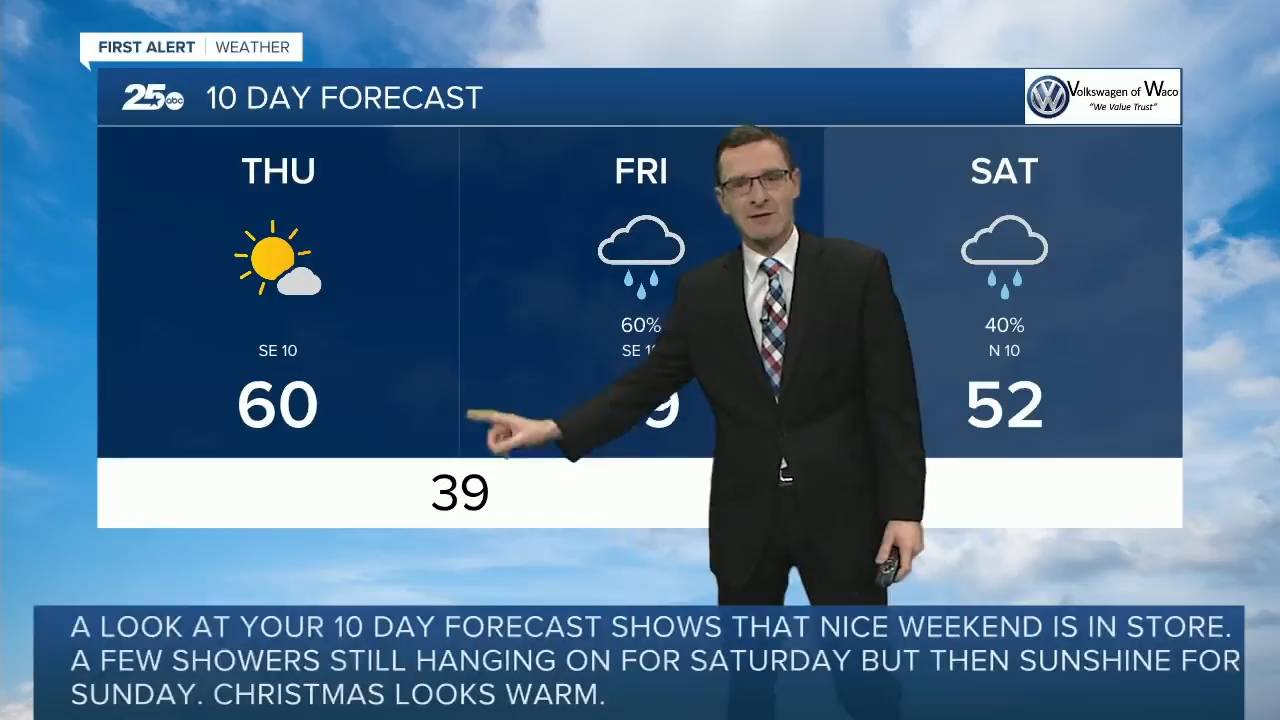 FIRST ALERT WEATHER
25 abc 10 DAY FORECAST
Volkswagen of Waco
"We Value Trust"
THU FRI SAT
60% 40%
SE 10 SE N 10
60 9 52
39
A LOOK AT YOUR 10 DAY FORECAST SHOWS THAT NICE WEEKEND IS IN STORE.
A FEW SHOWERS STILL HANGING ON FOR SATURDAY BUT THEN SUNSHINE FOR
SUNDAY. CHRISTMAS LOOKS WARM.